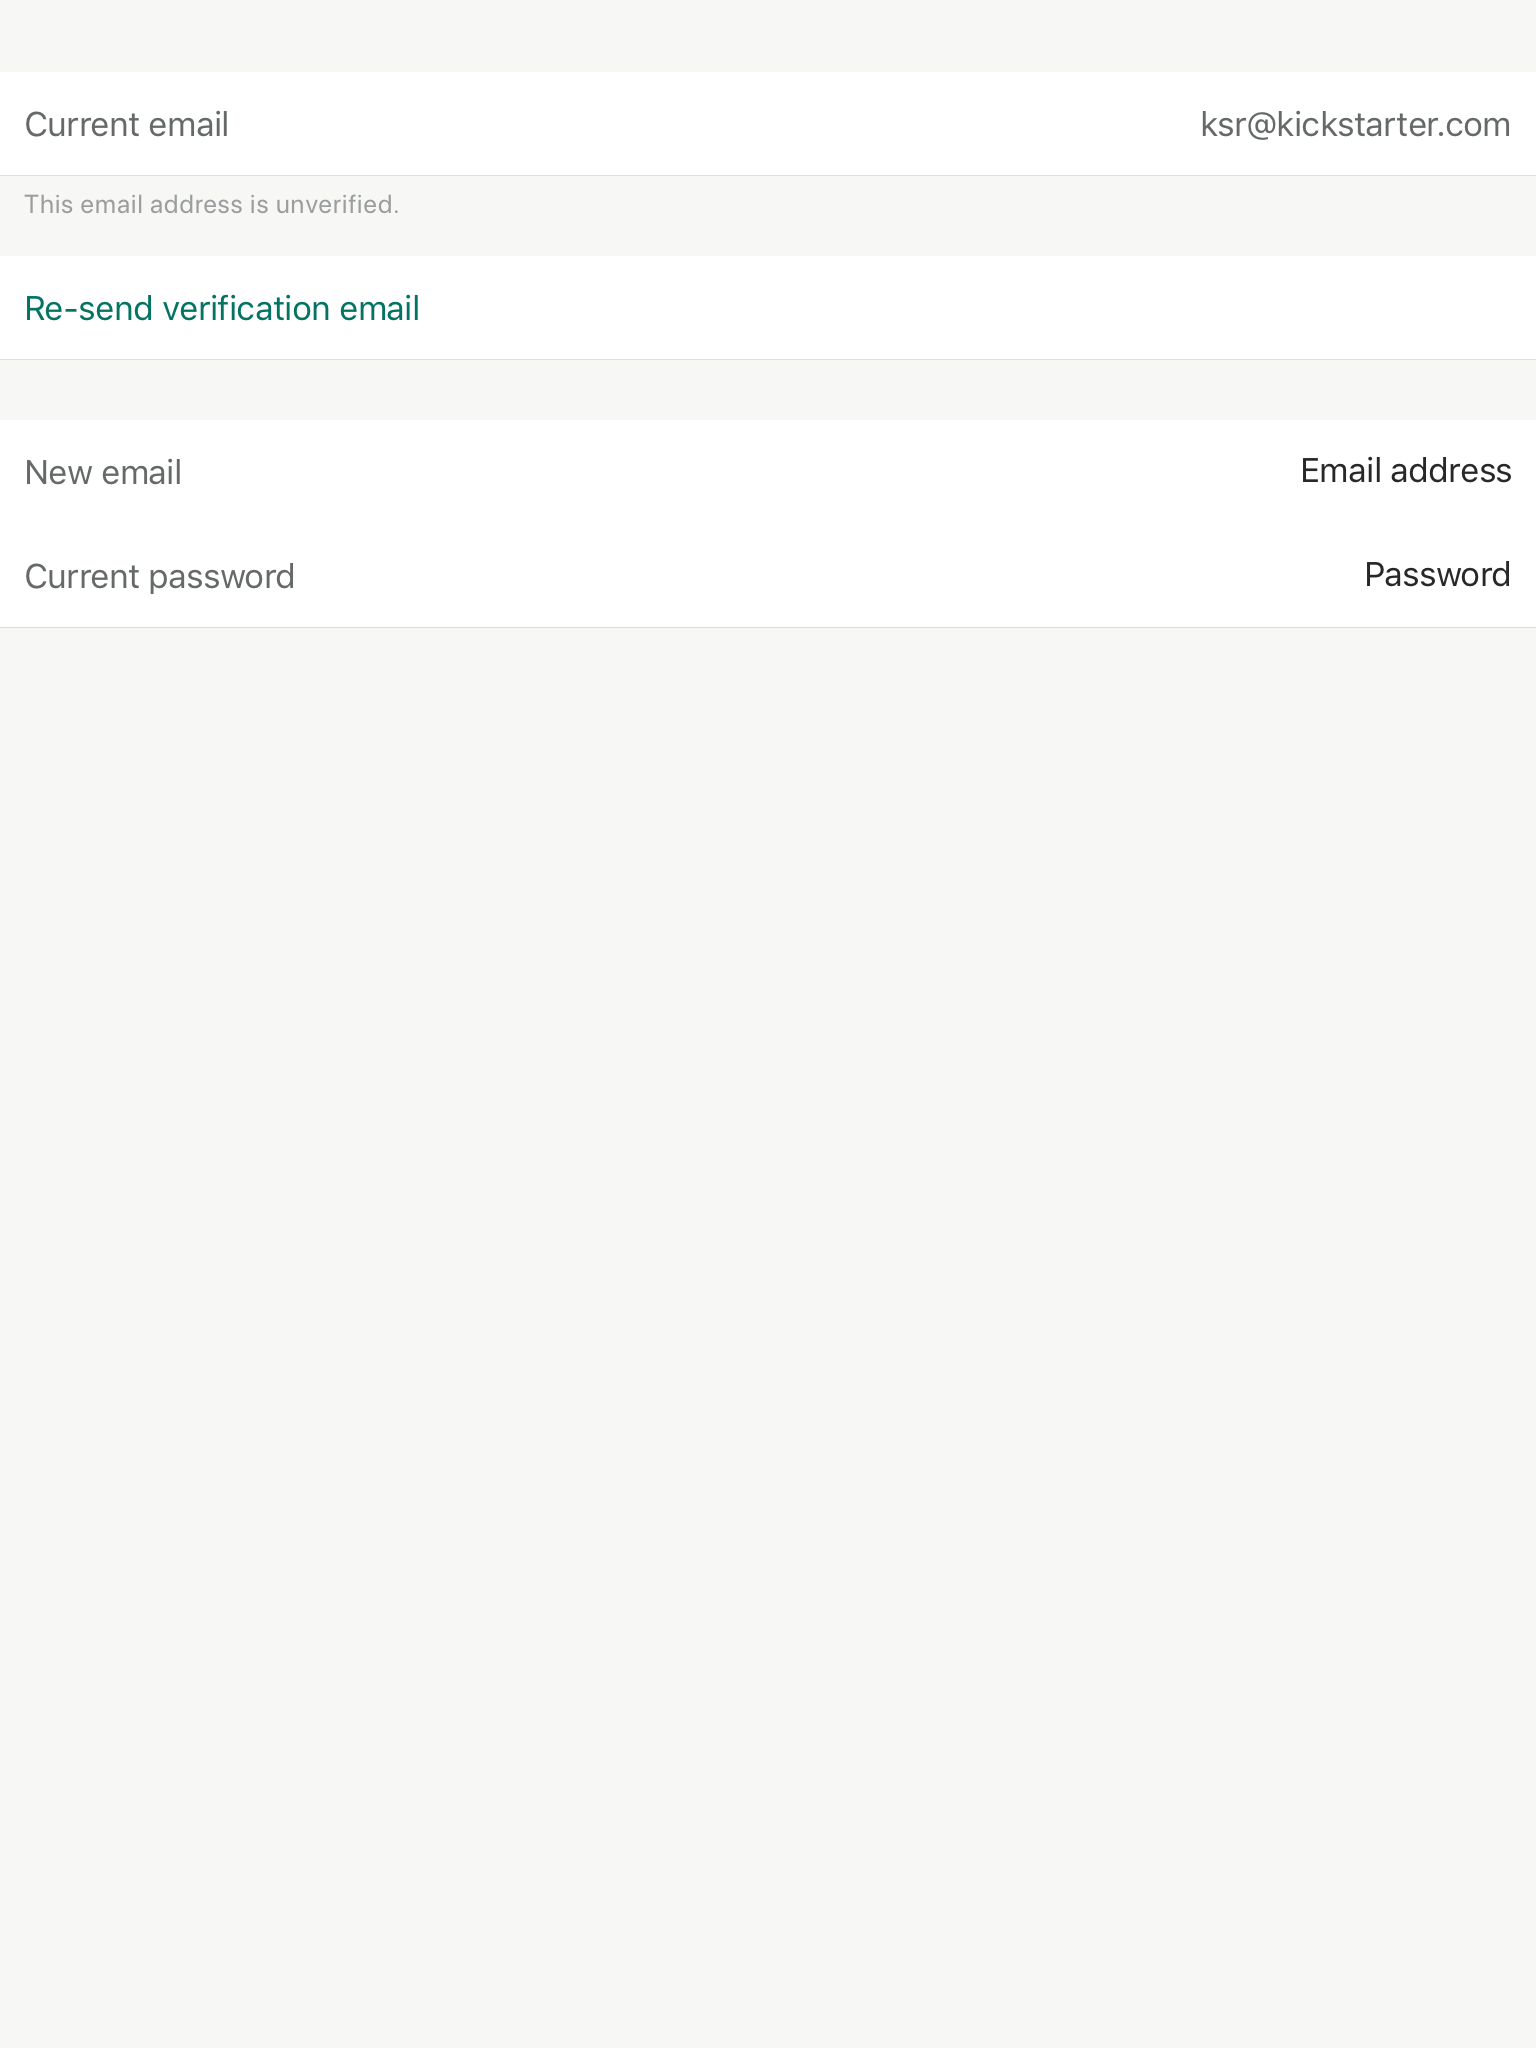 Current email ksr@kickstarter.com
This email address is unverified.
Re-send verification email
New email Email address
Current password Password